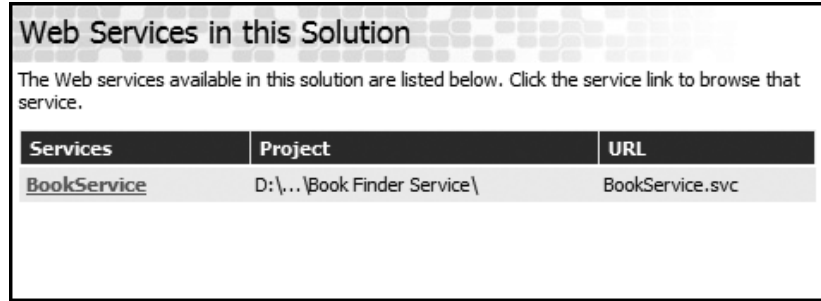 Web Services in this Solution
The Web services available in this solution are listed below. Click the service link to browse that
service.
Services Project URL
BookService D:\...\Book Finder Service\ BookService.svc